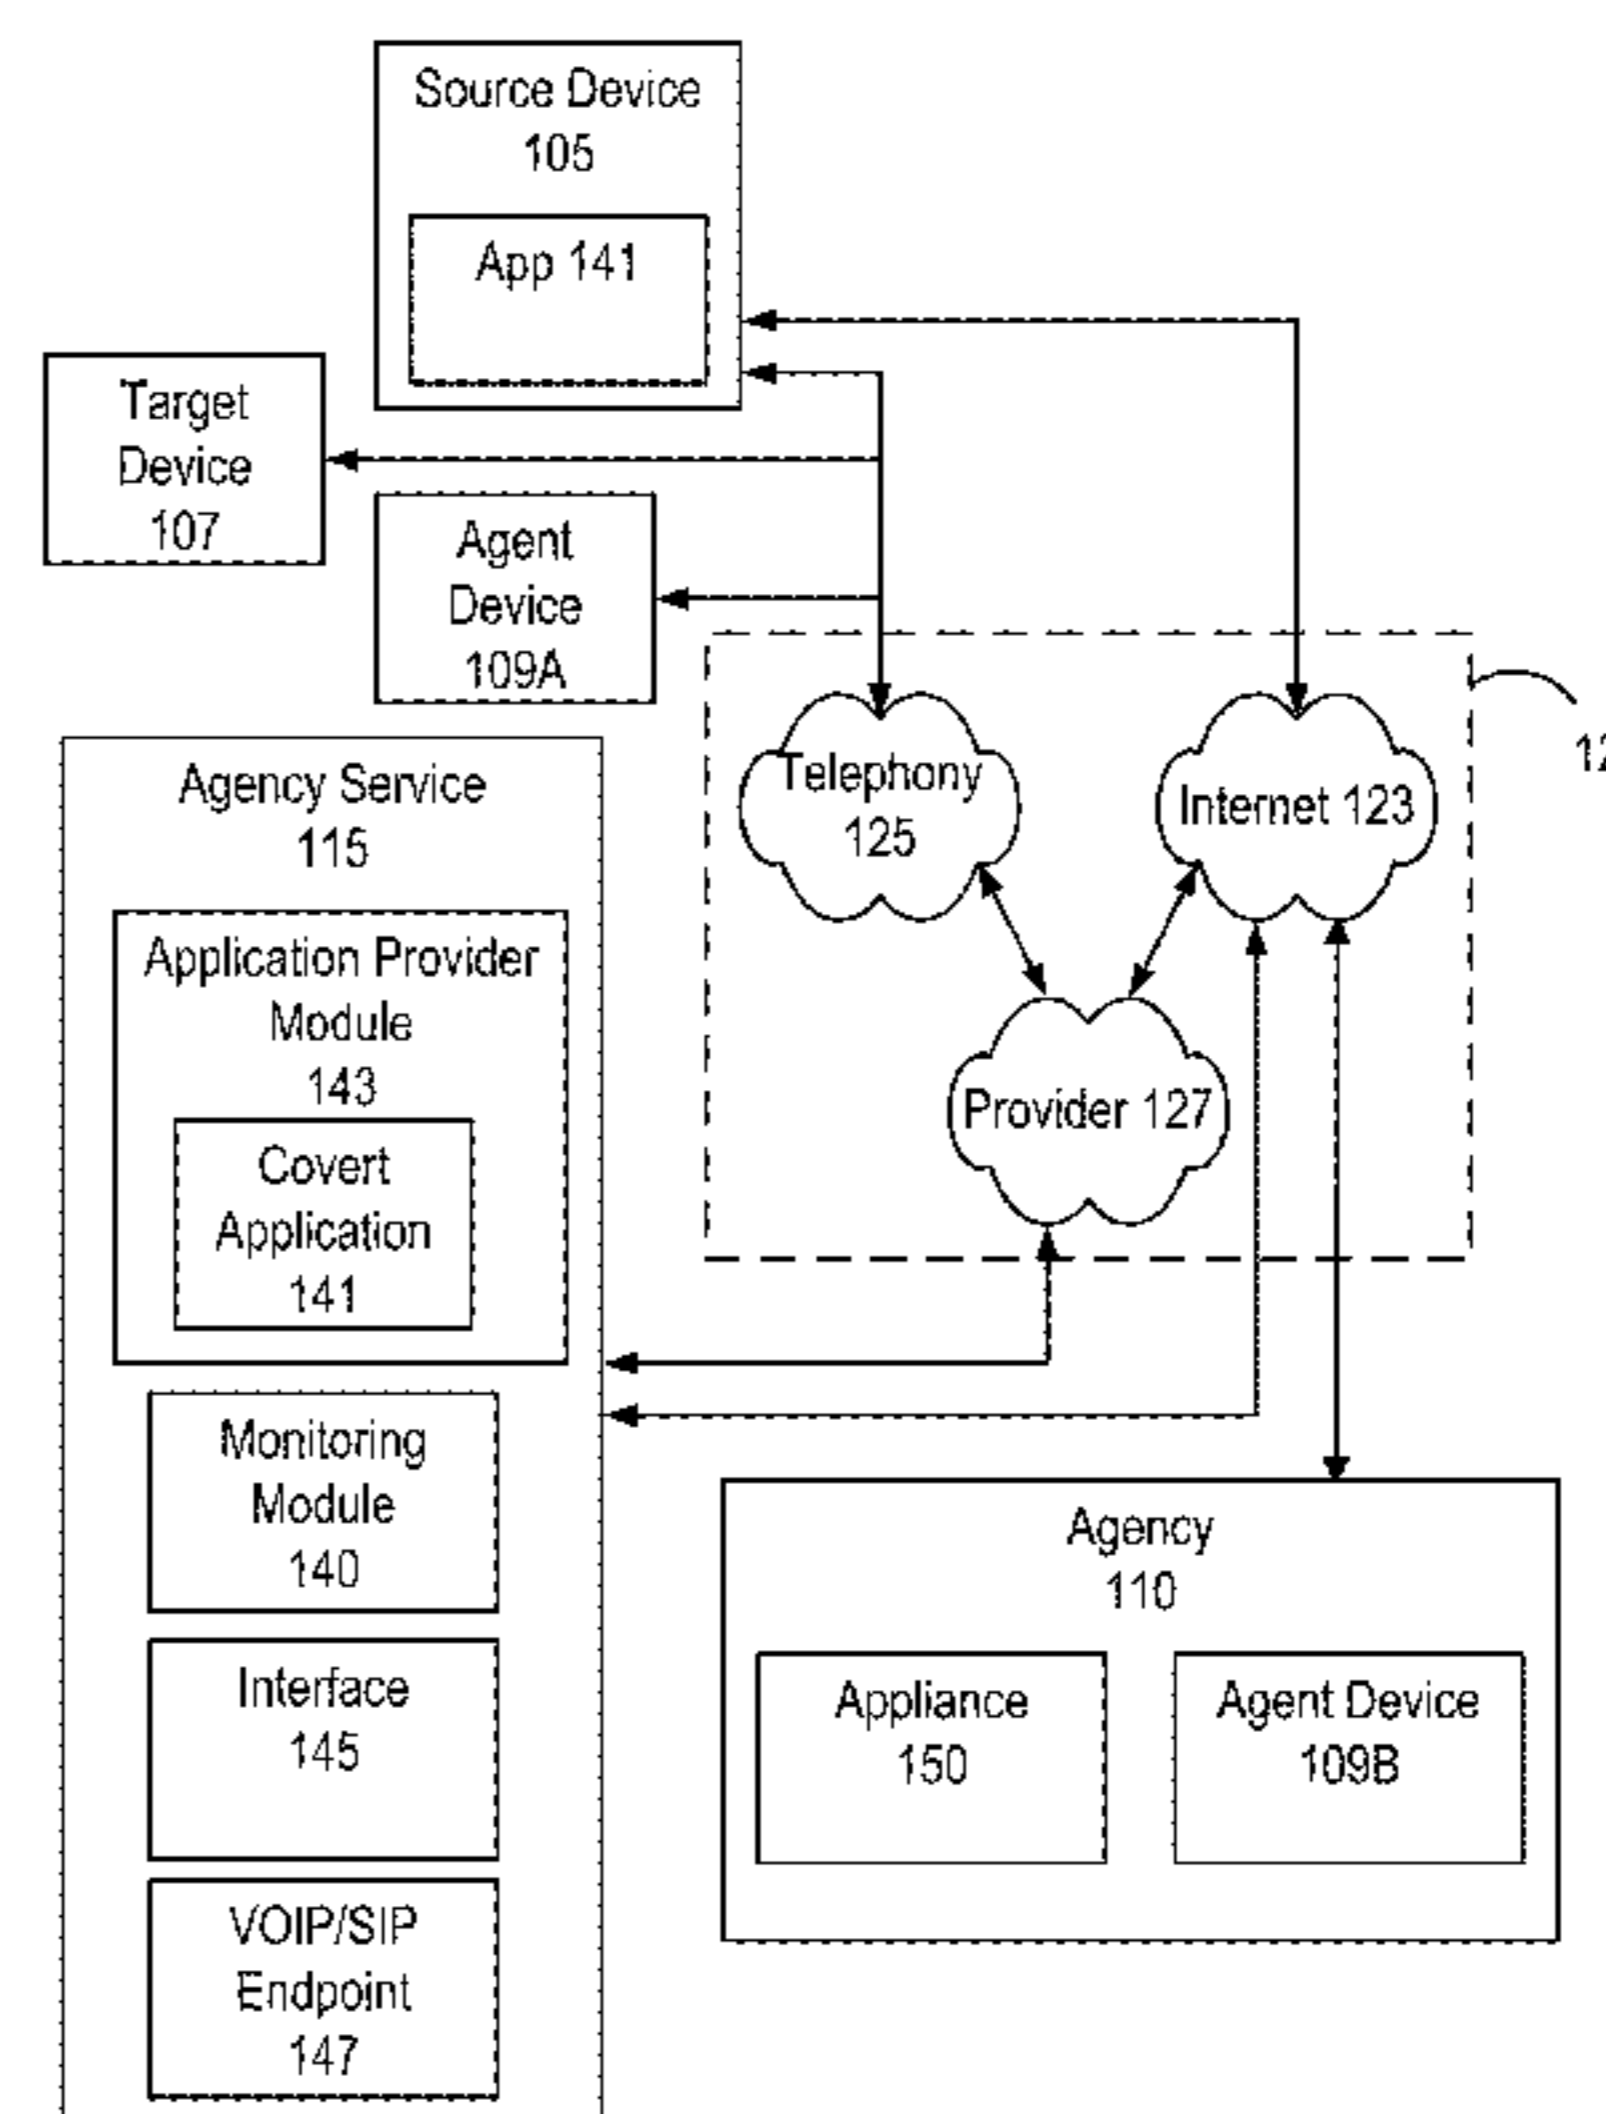 Source Device
105
App 141
Target
Device
107
Agent
Device
109A
Agency Service
115
Application Provider
Module
143
Covert
Application
141
Monitoring
Module
140
Interface
145
VOIP/SIP
Endpoint
147
Telephony
125
Internet 123
Provider 127
Agency
110
Appliance
150
Agent Device
109B